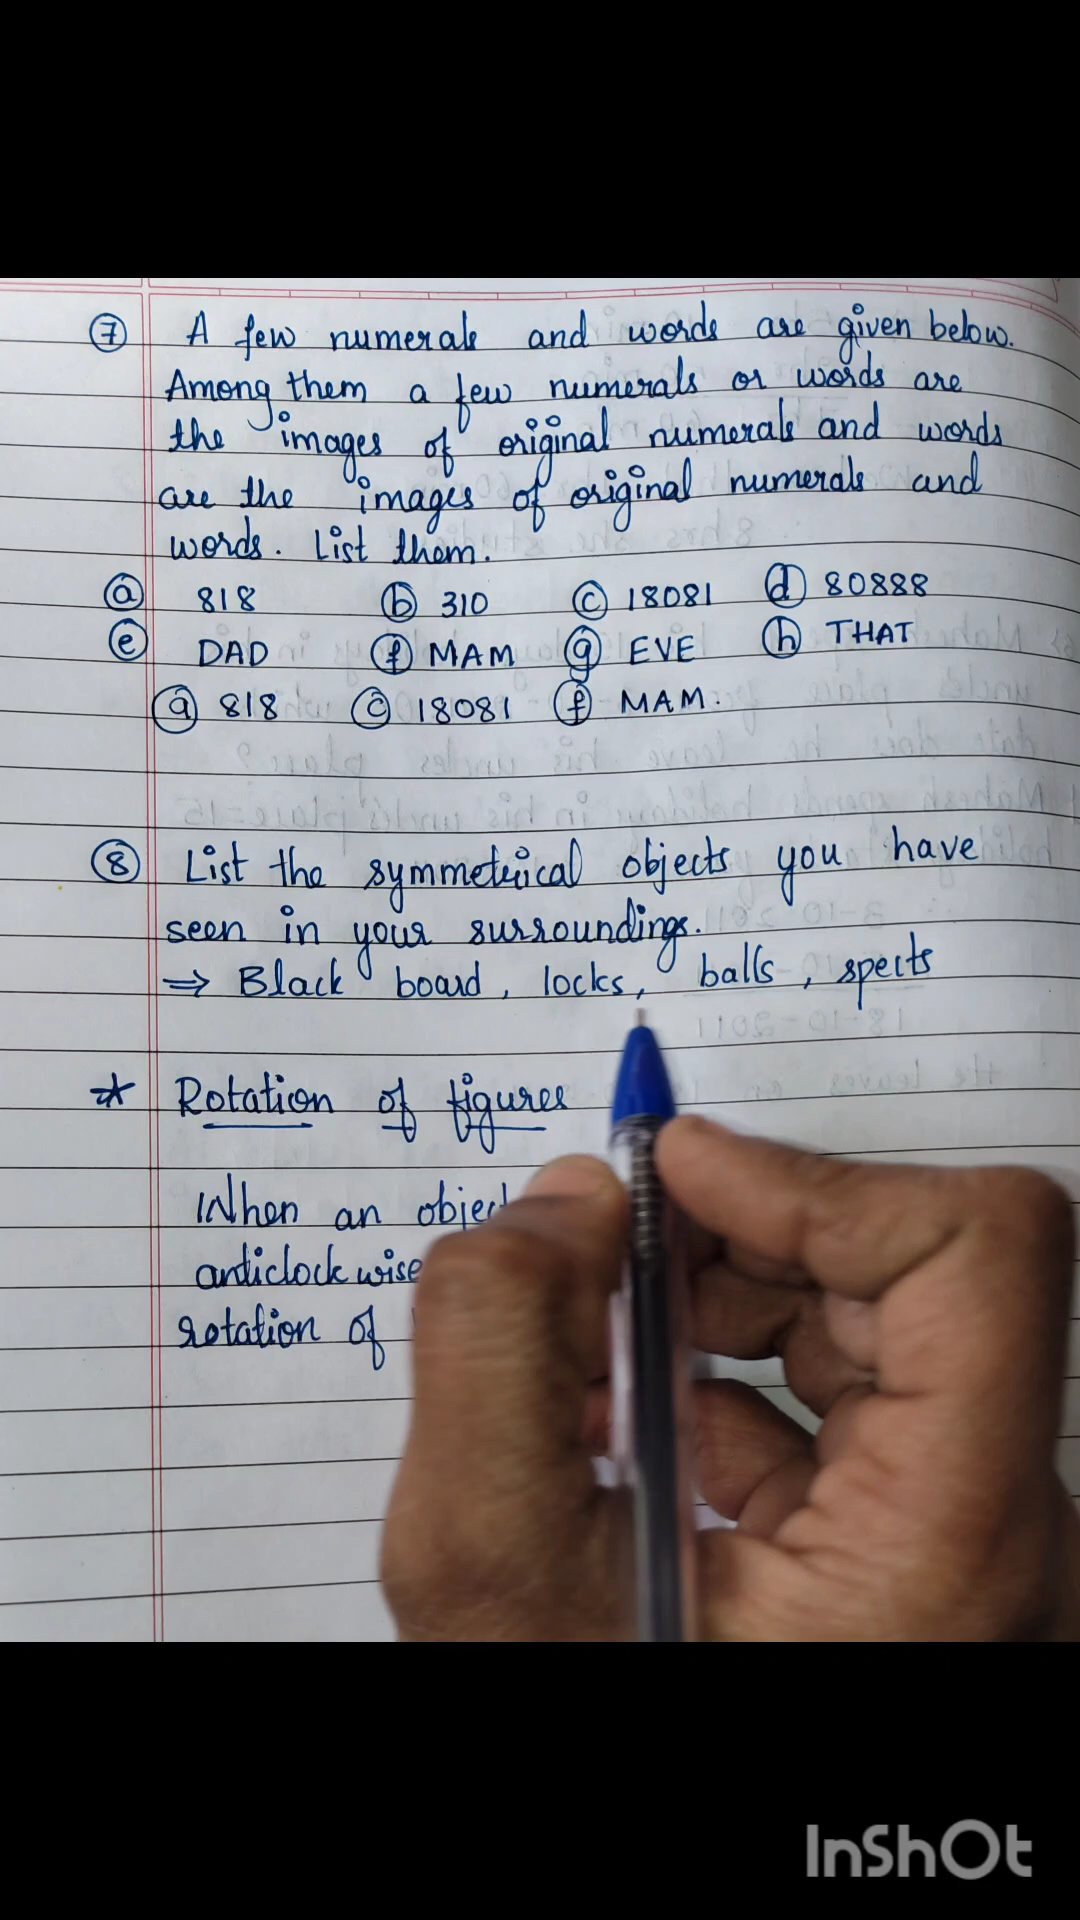 ⑦ A few numerals and words are given below.
Among them a few numerals or words are
the images of original numerals and words
are the images of original numerals and
words. List them.
ⓐ 818 ⓑ 310 ⓒ 18081 ⓓ 80888
ⓔ DAD ⓕ MAM ⓖ EVE ⓗ THAT
ⓐ 818 ⓒ 18081 ⓕ MAM.
⑧ List the symmetrical objects you have
seen in your surroundings.
⇒ Black board, locks, balls, spects
* Rotation of figures
When an object
anticlockwise
rotation of
InShOt